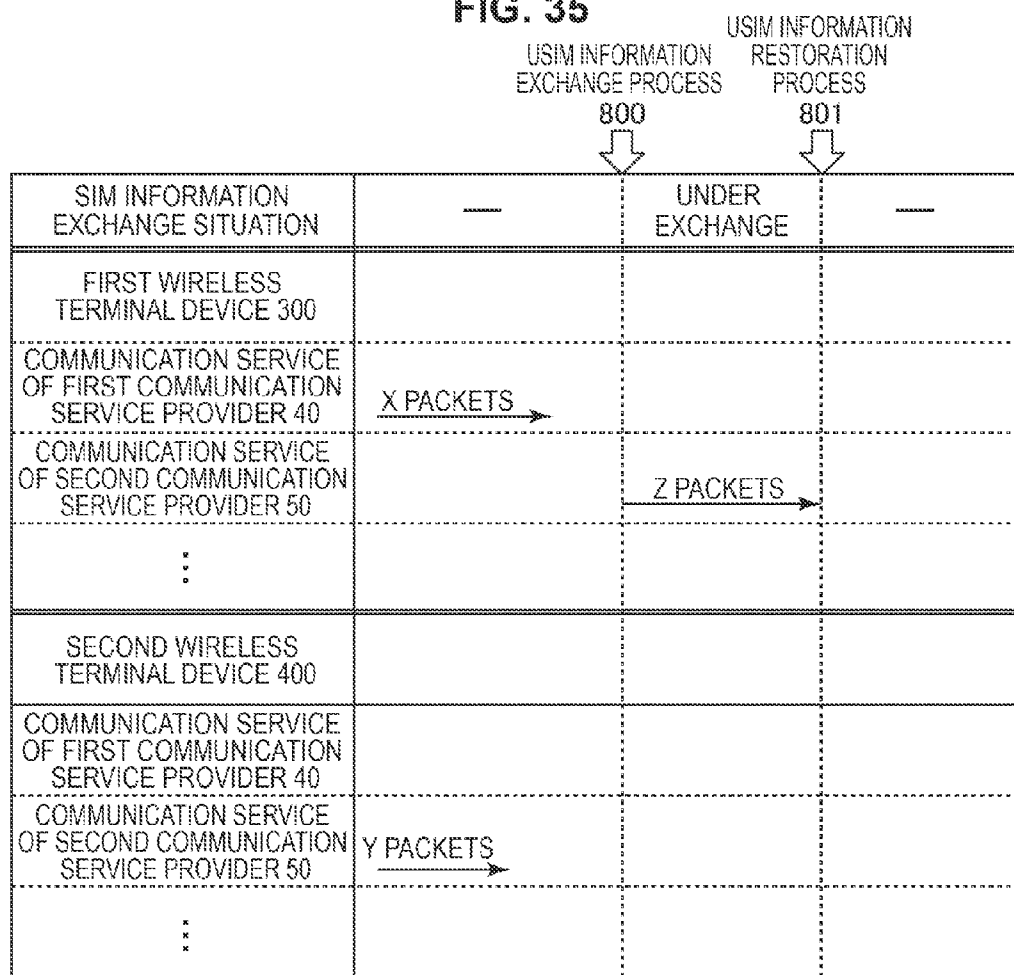 FIG. 35
USIM INFORMATION
EXCHANGE PROCESS
800
USIM INFORMATION
RESTORATION
PROCESS
801
SIM INFORMATION
EXCHANGE SITUATION
—
UNDER
EXCHANGE
—
FIRST WIRELESS
TERMINAL DEVICE 300
COMMUNICATION SERVICE
OF FIRST COMMUNICATION
SERVICE PROVIDER 40
X PACKETS
COMMUNICATION SERVICE
OF SECOND COMMUNICATION
SERVICE PROVIDER 50
Z PACKETS
⋮
SECOND WIRELESS
TERMINAL DEVICE 400
COMMUNICATION SERVICE
OF FIRST COMMUNICATION
SERVICE PROVIDER 40
COMMUNICATION SERVICE
OF SECOND COMMUNICATION
SERVICE PROVIDER 50
Y PACKETS
⋮